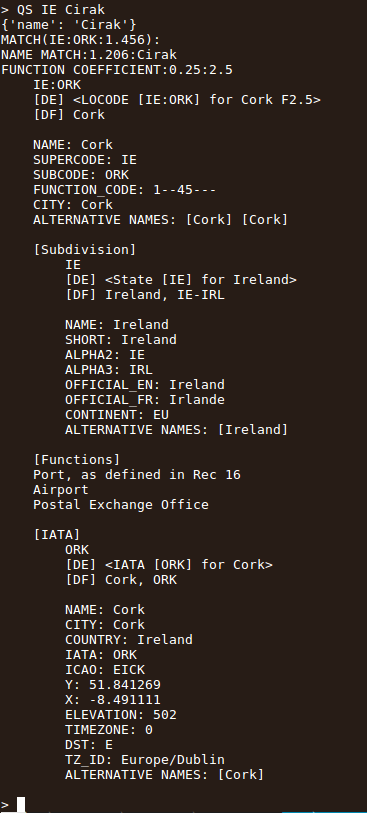 > QS IE Cirak
{'name': 'Cirak'}
MATCH(IE:ORK:1.456):
NAME MATCH:1.206:Cirak
FUNCTION COEFFICIENT:0.25:2.5
IE:ORK
[DE] <LOCODE [IE:ORK] for Cork F2.5>
[DF] Cork
NAME: Cork
SUPERCODE: IE
SUBCODE: ORK
FUNCTION_CODE: 1--45---
CITY: Cork
ALTERNATIVE NAMES: [Cork] [Cork]
[Subdivision]
IE
[DE] <State [IE] for Ireland>
[DF] Ireland, IE-IRL
NAME: Ireland
SHORT: Ireland
ALPHA2: IE
ALPHA3: IRL
OFFICIAL_EN: Ireland
OFFICIAL_FR: Irlande
CONTINENT: EU
ALTERNATIVE NAMES: [Ireland]
[Functions]
Port, as defined in Rec 16
Airport
Postal Exchange Office
[IATA]
ORK
[DE] <IATA [ORK] for Cork>
[DF] Cork, ORK
NAME: Cork
CITY: Cork
COUNTRY: Ireland
IATA: ORK
ICAO: EICK
Y: 51.841269
X: -8.491111
ELEVATION: 502
TIMEZONE: 0
DST: E
TZ_ID: Europe/Dublin
ALTERNATIVE NAMES: [Cork]
>